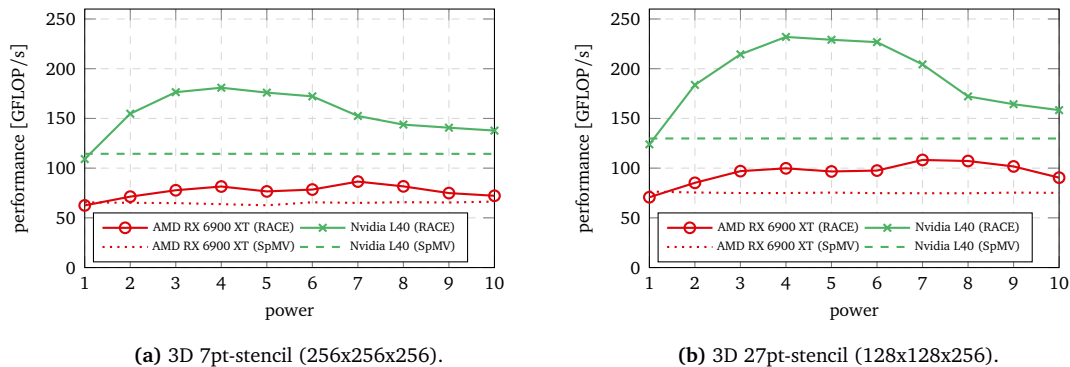 performance [GFLOP/s]
250
200
150
100
50
0
AMD RX 6900 XT (RACE) Nvidia L40 (RACE)
AMD RX 6900 XT (SpMV) Nvidia L40 (SpMV)
1 2 3 4 5 6 7 8 9 10
power
(a) 3D 7pt-stencil (256x256x256).
performance [GFLOP/s]
250
200
150
100
50
0
AMD RX 6900 XT (RACE) Nvidia L40 (RACE)
AMD RX 6900 XT (SpMV) Nvidia L40 (SpMV)
1 2 3 4 5 6 7 8 9 10
power
(b) 3D 27pt-stencil (128x128x256).